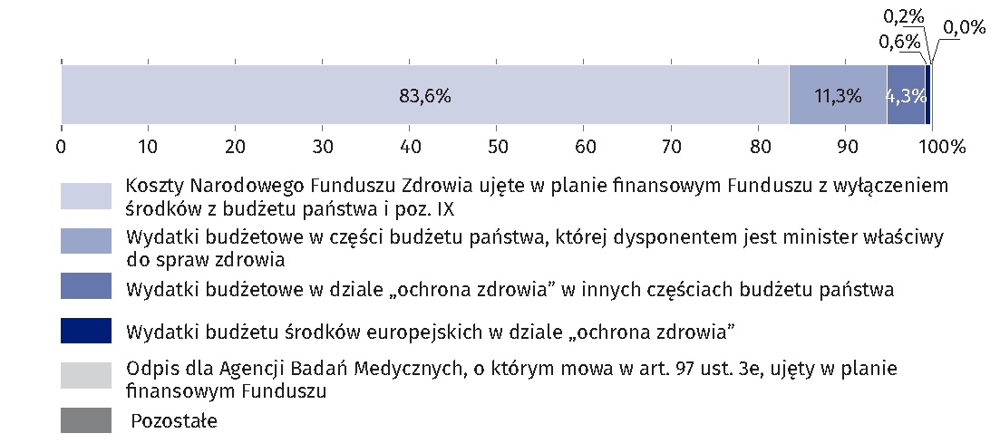 0,2%
0,0%
0,6%
83,6%
11,3%
4,3%
0 10 20 30 40 50 60 70 80 90 100%
Koszty Narodowego Funduszu Zdrowia ujęte w planie finansowym Funduszu z wyłączeniem
środków z budżetu państwa i poz. IX
Wydatki budżetowe w części budżetu państwa, której dysponentem jest minister właściwy
do spraw zdrowia
Wydatki budżetowe w dziale „ochrona zdrowia” w innych częściach budżetu państwa
Wydatki budżetu środków europejskich w dziale „ochrona zdrowia”
Odpis dla Agencji Badań Medycznych, o którym mowa w art. 97 ust. 3e, ujęty w planie
finansowym Funduszu
Pozostałe